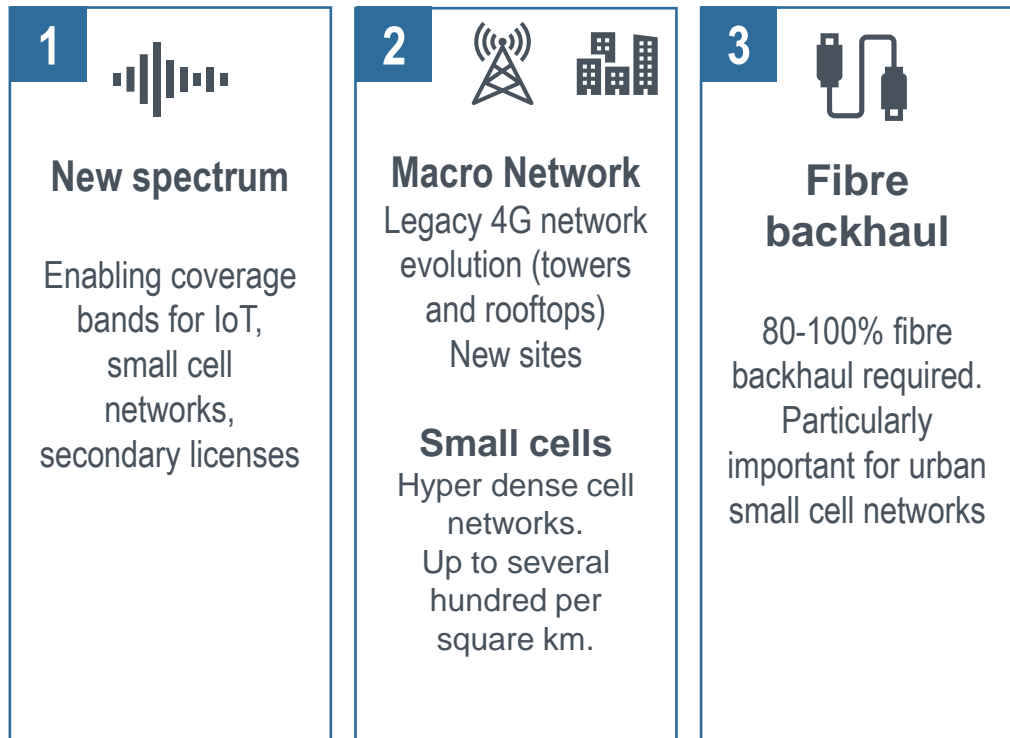 1
New spectrum
Enabling coverage
bands for IoT,
small cell
networks,
secondary licenses
2
Macro Network
Legacy 4G network
evolution (towers
and rooftops)
New sites
Small cells
Hyper dense cell
networks.
Up to several
hundred per
square km.
3
Fibre
backhaul
80-100% fibre
backhaul required.
Particularly
important for urban
small cell networks